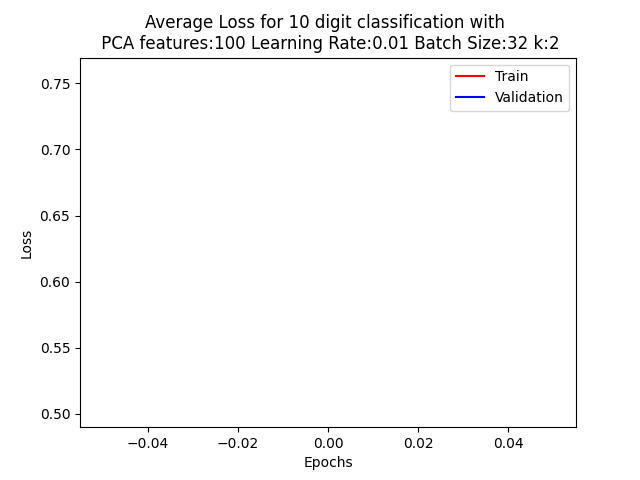 Average Loss for 10 digit classification with
PCA features:100 Learning Rate:0.01 Batch Size:32 k:2
Train
Validation
0.75
0.70
0.65
0.60
0.55
0.50
Loss
−0.04
−0.02
0.00
0.02
0.04
Epochs